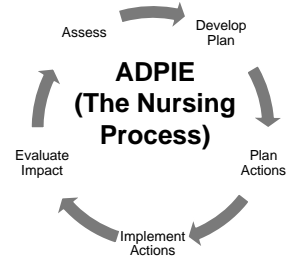 Assess
Develop
Plan
ADPIE
(The Nursing
Process)
Plan
Actions
Implement
Actions
Evaluate
Impact